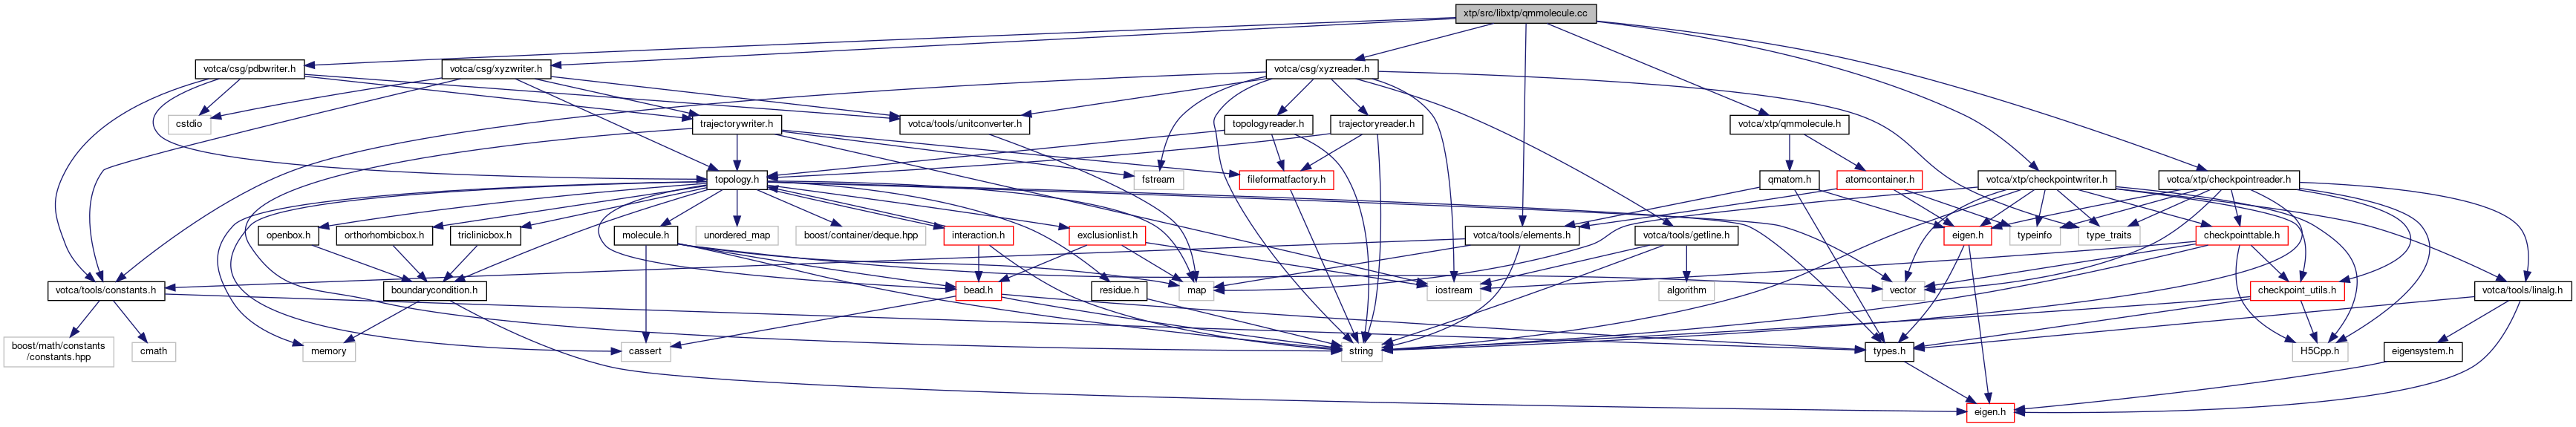 xtp/src/libxtp/qmmolecule.cc
votca/csg/pdbwriter.h
votca/csg/xyzwriter.h
votca/csg/xyzreader.h
cstdio
trajectorywriter.h
votca/tools/unitconverter.h
topologyreader.h
trajectoryreader.h
votca/xtp/qmmolecule.h
topology.h
fstream
fileformatfactory.h
qmatom.h
atomcontainer.h
votca/xtp/checkpointwriter.h
votca/xtp/checkpointreader.h
openbox.h
orthorhombicbox.h
triclinicbox.h
molecule.h
unordered_map
boost/container/deque.hpp
interaction.h
exclusionlist.h
votca/tools/elements.h
votca/tools/getline.h
eigen.h
typeinfo
type_traits
checkpointtable.h
votca/tools/constants.h
boundarycondition.h
bead.h
residue.h
map
iostream
algorithm
vector
checkpoint_utils.h
votca/tools/linalg.h
boost/math/constants
/constants.hpp
cmath
memory
cassert
string
types.h
H5Cpp.h
eigensystem.h
eigen.h